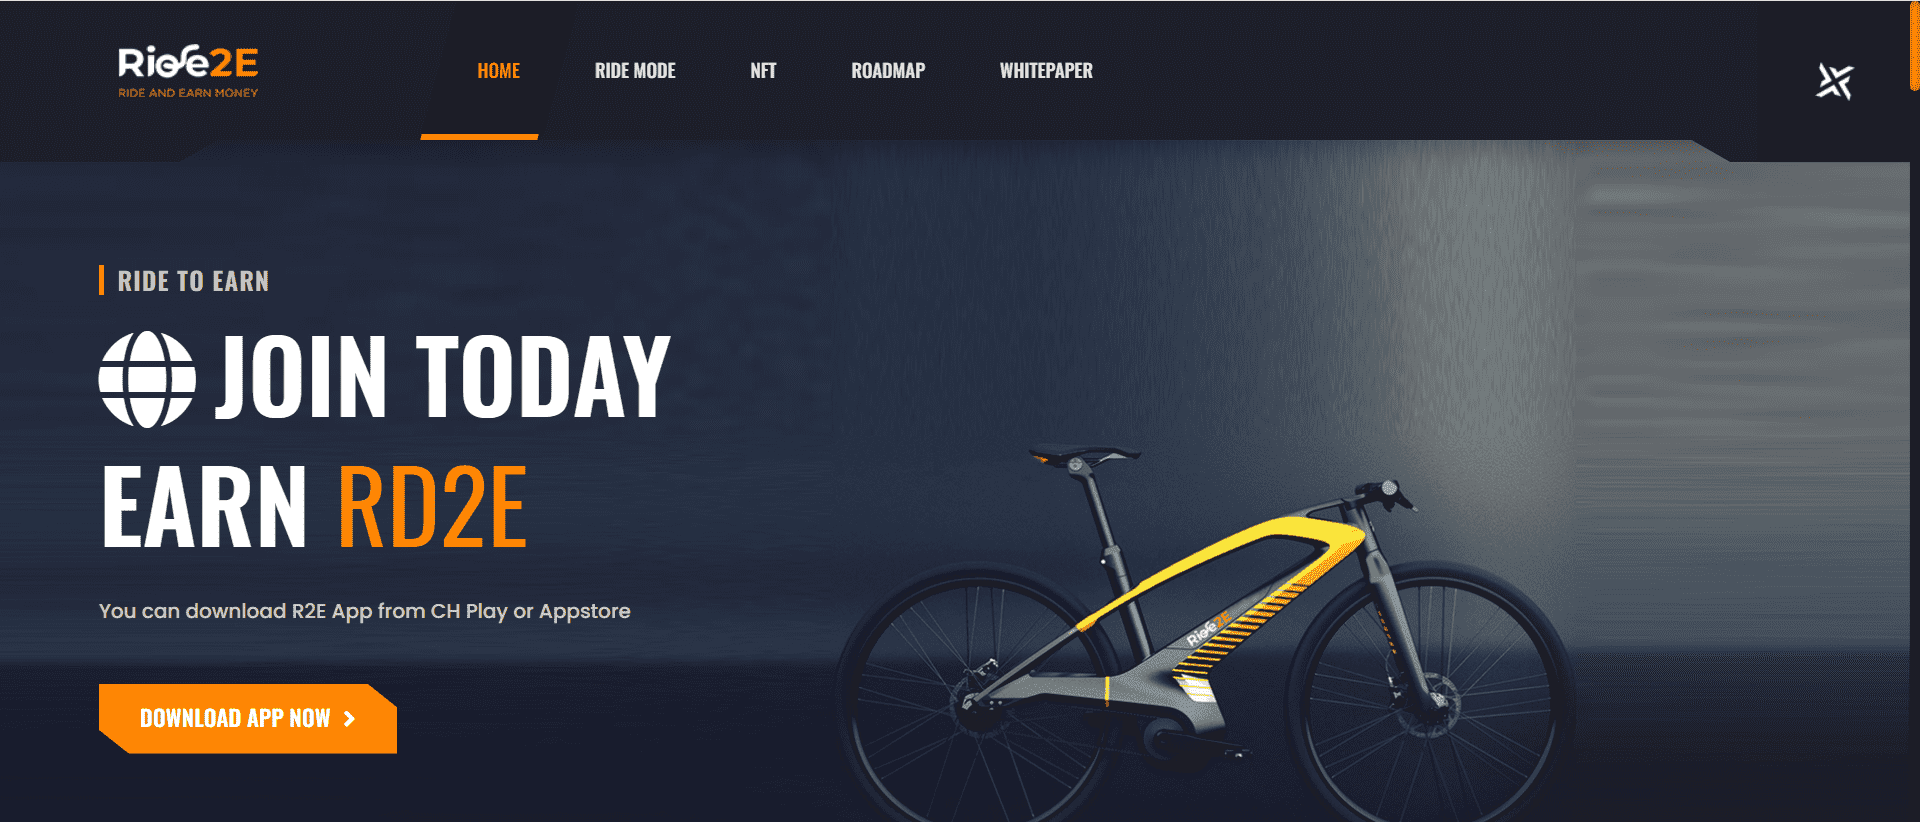 Ride2E
RIDE AND EARN MONEY
HOME
RIDE MODE
NFT
ROADMAP
WHITEPAPER
RIDE TO EARN
JOIN TODAY
EARN RD2E
You can download R2E App from CH Play or Appstore
DOWNLOAD APP NOW
Ride2E